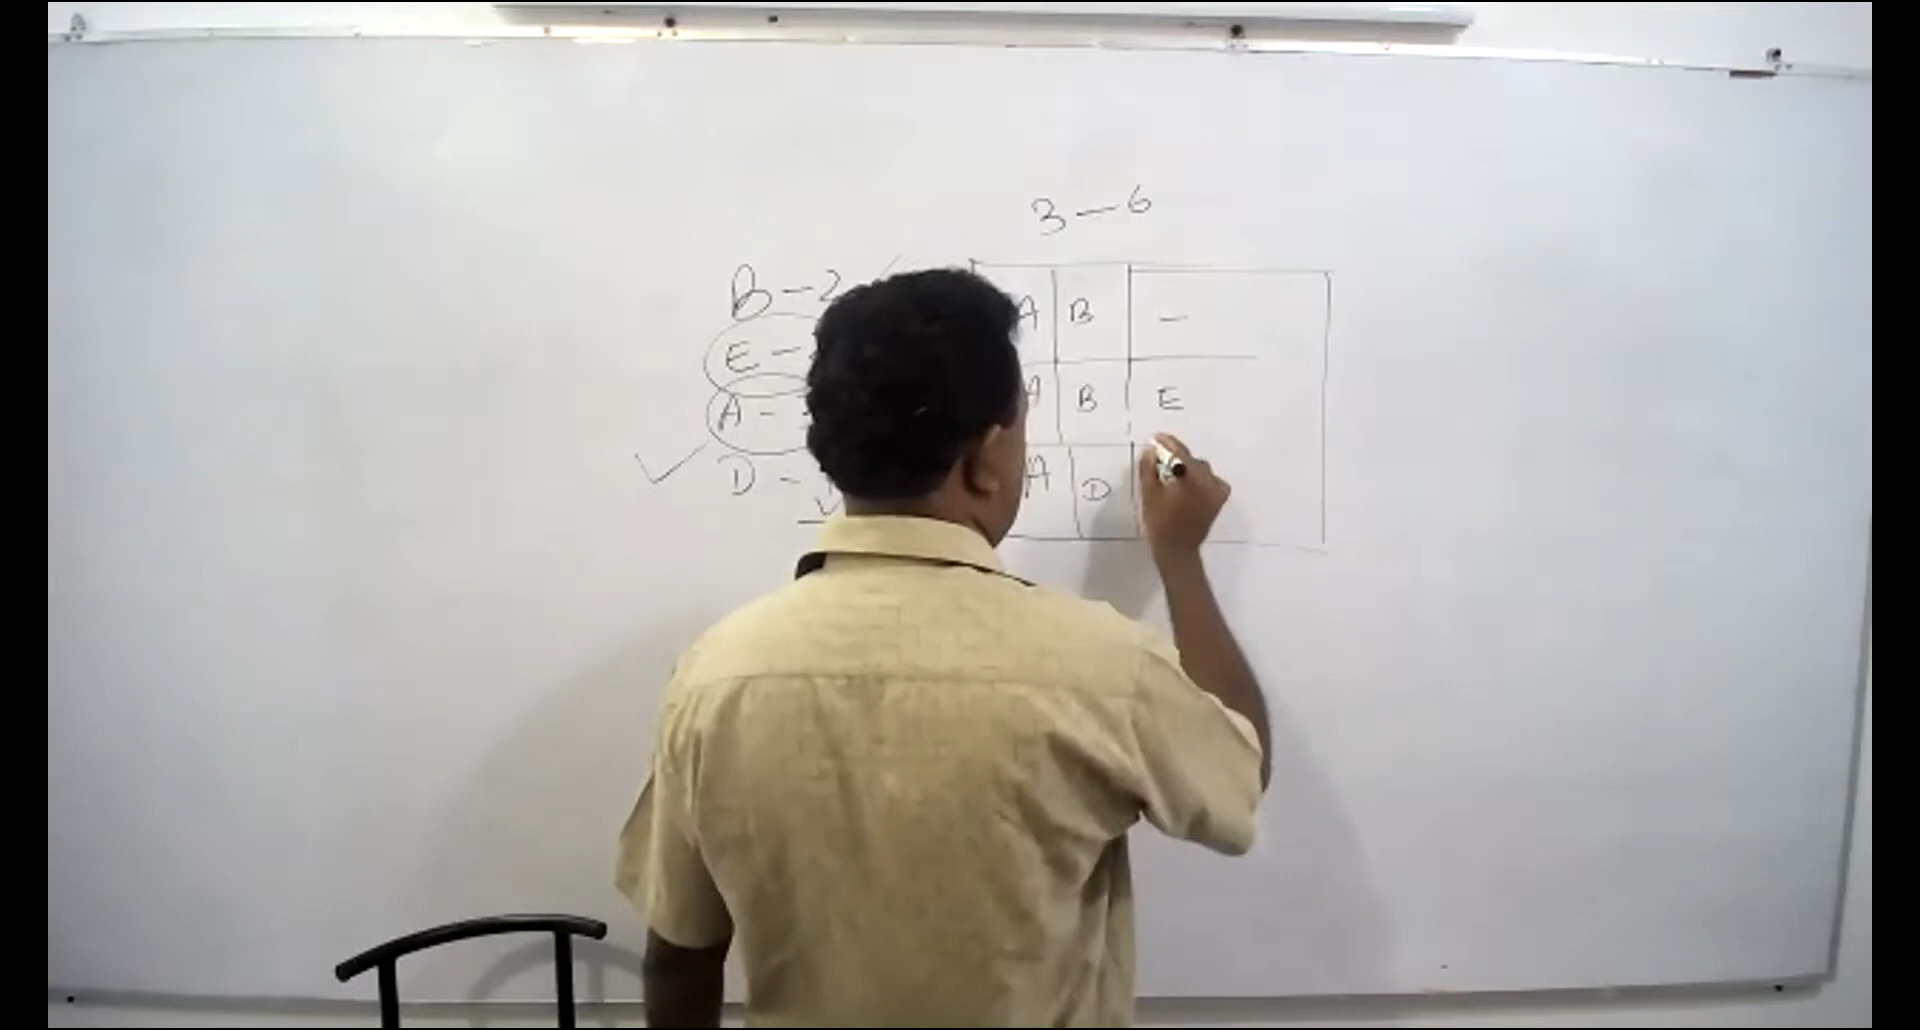 3 — 6
B - 2
A B —
E -
A B E
A -
D -
A D